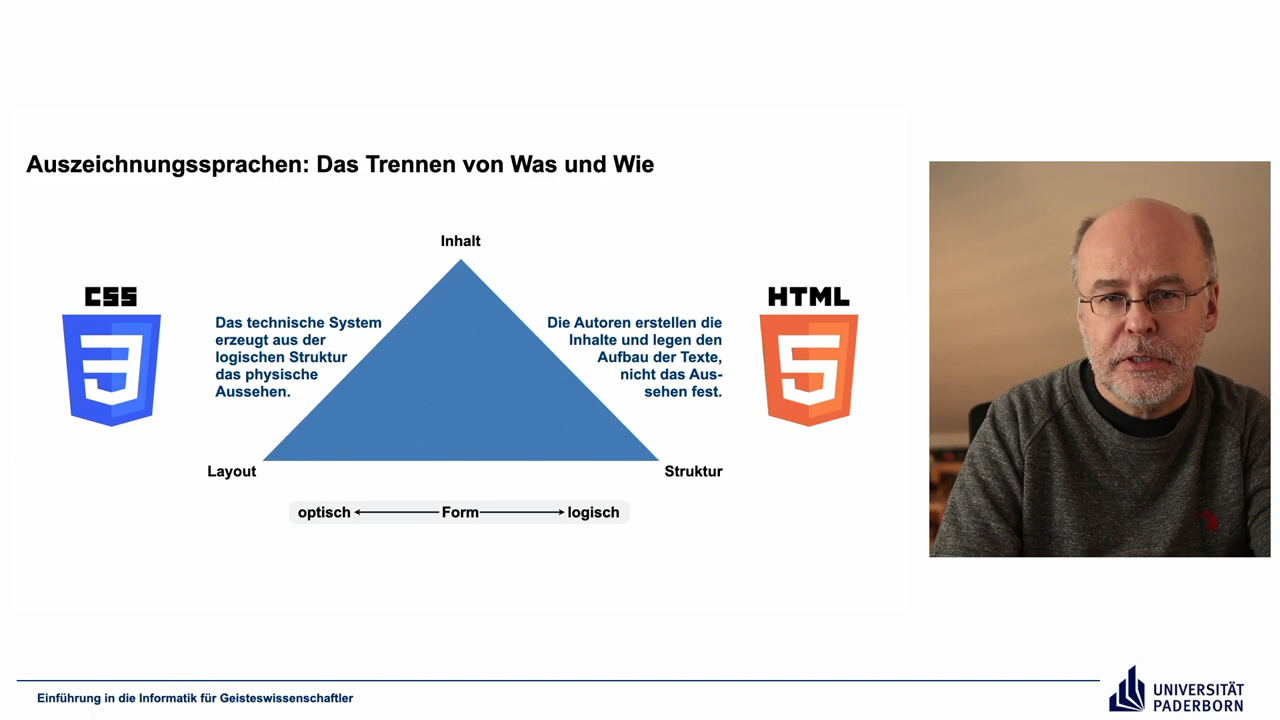 Auszeichnungssprachen: Das Trennen von Was und Wie
Inhalt
CSS
3
Das technische System
erzeugt aus der
logischen Struktur
das physische
Aussehen.
Die Autoren erstellen die
Inhalte und legen den
Aufbau der Texte,
nicht das Aus-
sehen fest.
HTML
5
Layout
Struktur
optisch
Form
logisch
Einführung in die Informatik für Geisteswissenschaftler
UNIVERSITÄT
PADERBORN